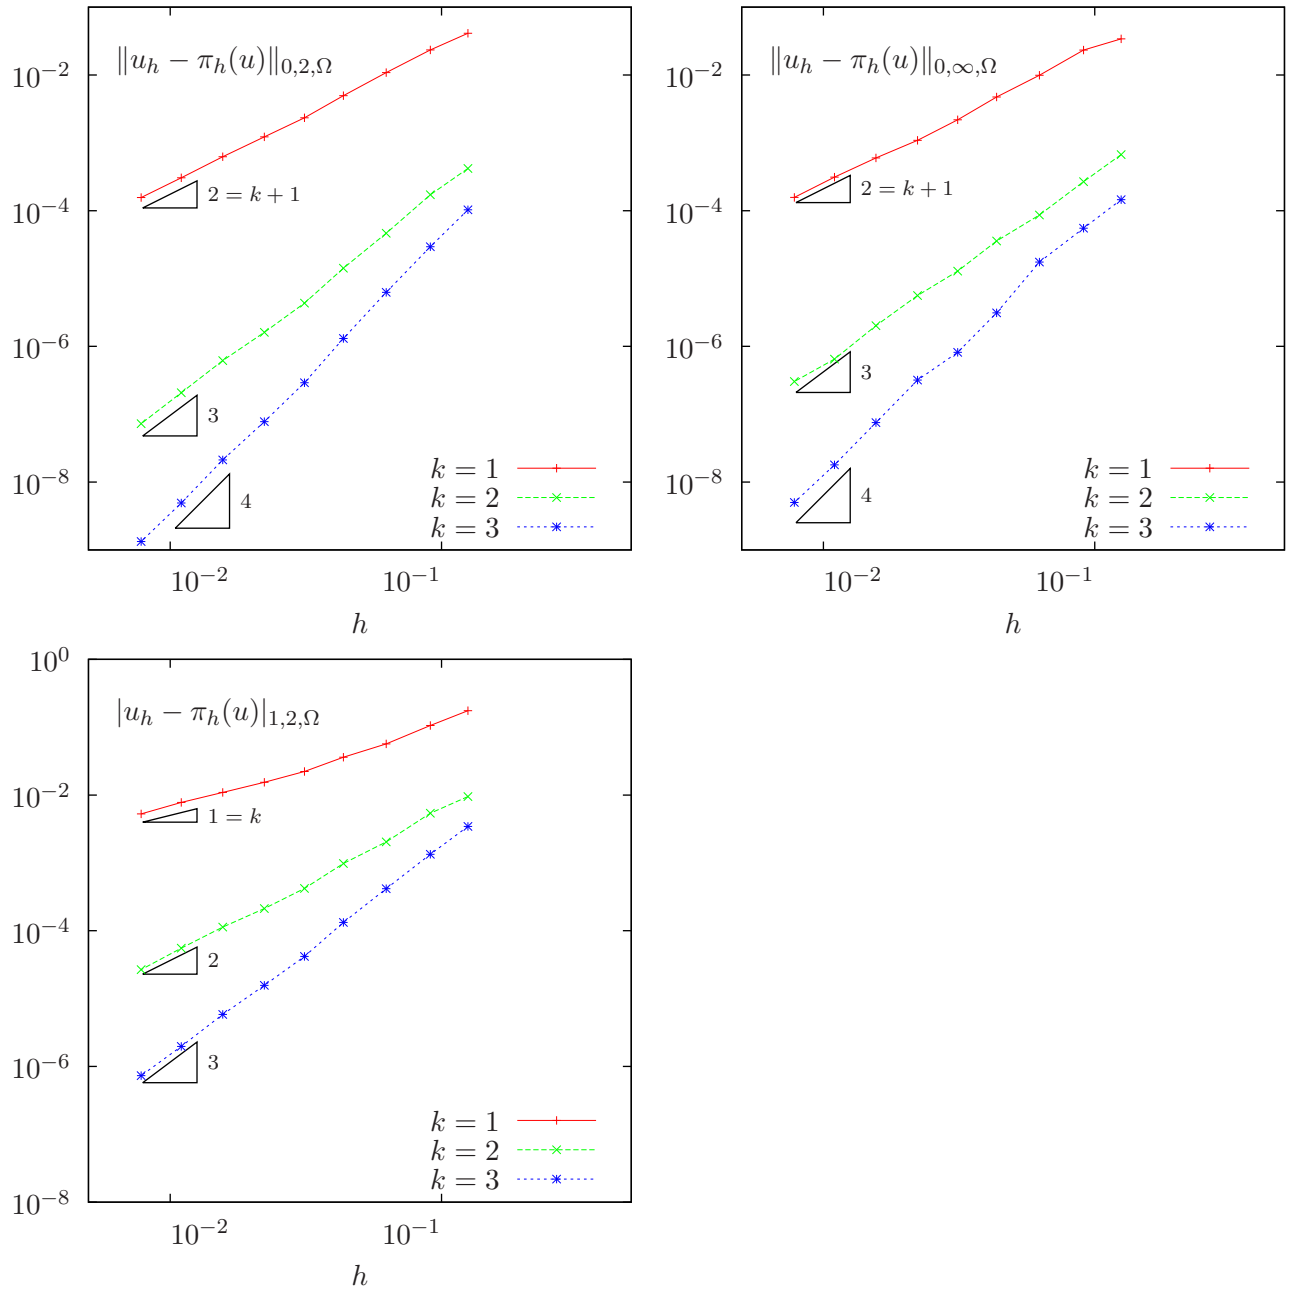 ‖u_h − π_h(u)‖_{0,2,Ω}
10^{−2}
10^{−4}
10^{−6}
10^{−8}
2 = k + 1
3
4
k = 1
k = 2
k = 3
10^{−2}
10^{−1}
h
‖u_h − π_h(u)‖_{0,∞,Ω}
10^{−2}
10^{−4}
10^{−6}
10^{−8}
2 = k + 1
3
4
k = 1
k = 2
k = 3
10^{−2}
10^{−1}
h
|u_h − π_h(u)|_{1,2,Ω}
10^{0}
10^{−2}
10^{−4}
10^{−6}
10^{−8}
1 = k
2
3
k = 1
k = 2
k = 3
10^{−2}
10^{−1}
h